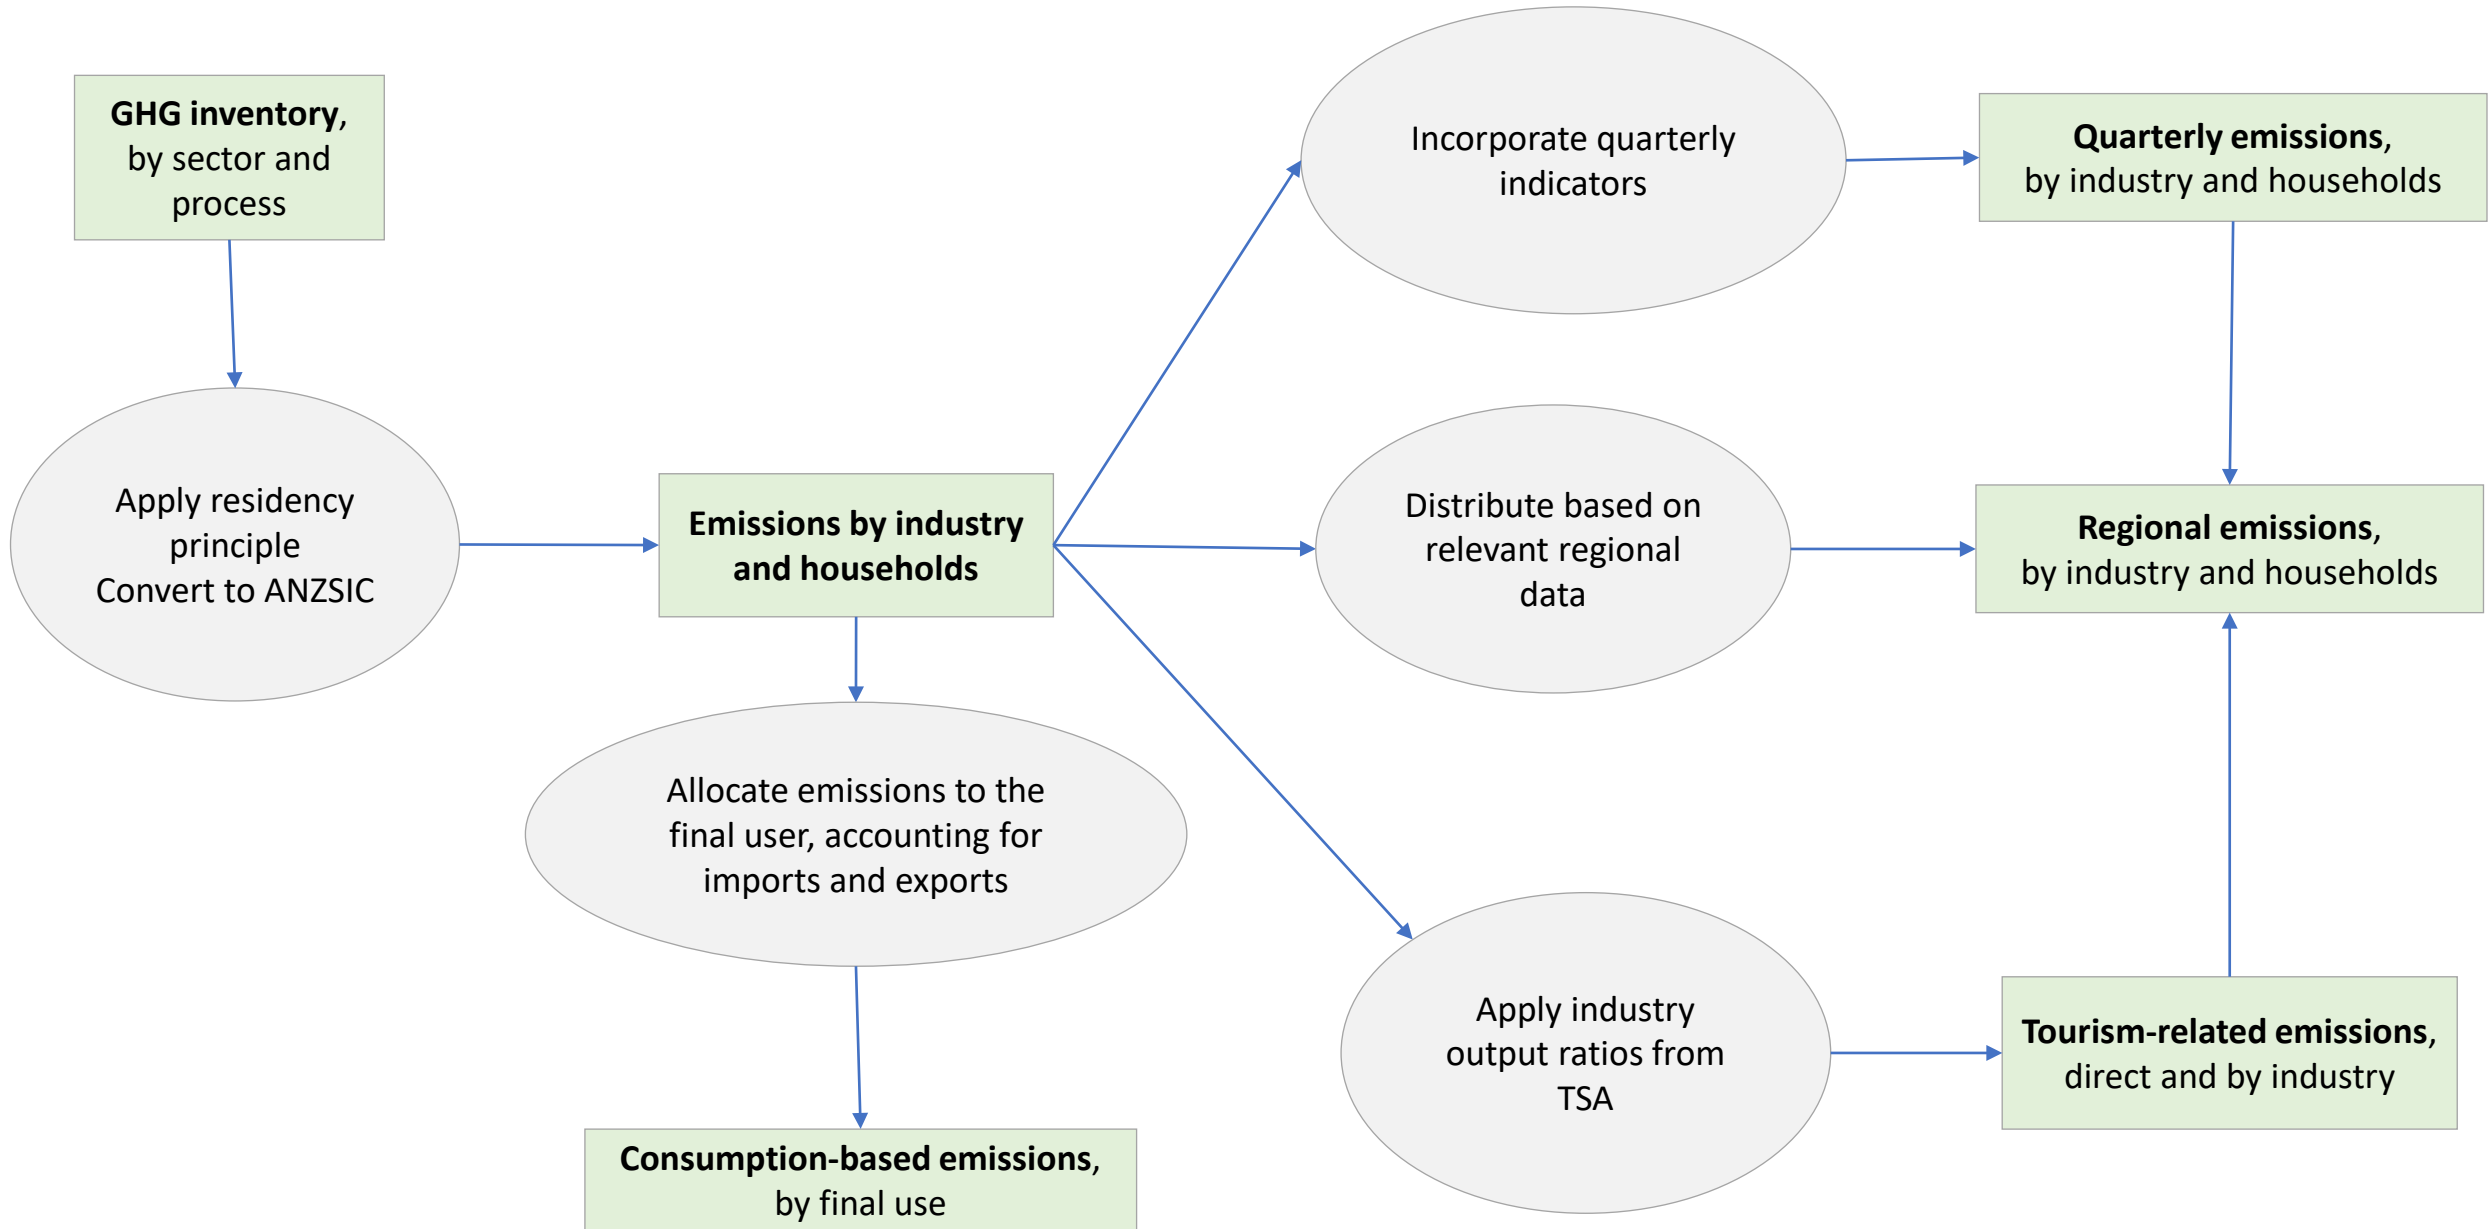 GHG inventory,
by sector and
process
Apply residency
principle
Convert to ANZSIC
Emissions by industry
and households
Allocate emissions to the
final user, accounting for
imports and exports
Consumption-based emissions,
by final use
Incorporate quarterly
indicators
Quarterly emissions,
by industry and households
Distribute based on
relevant regional
data
Regional emissions,
by industry and households
Apply industry
output ratios from
TSA
Tourism-related emissions,
direct and by industry